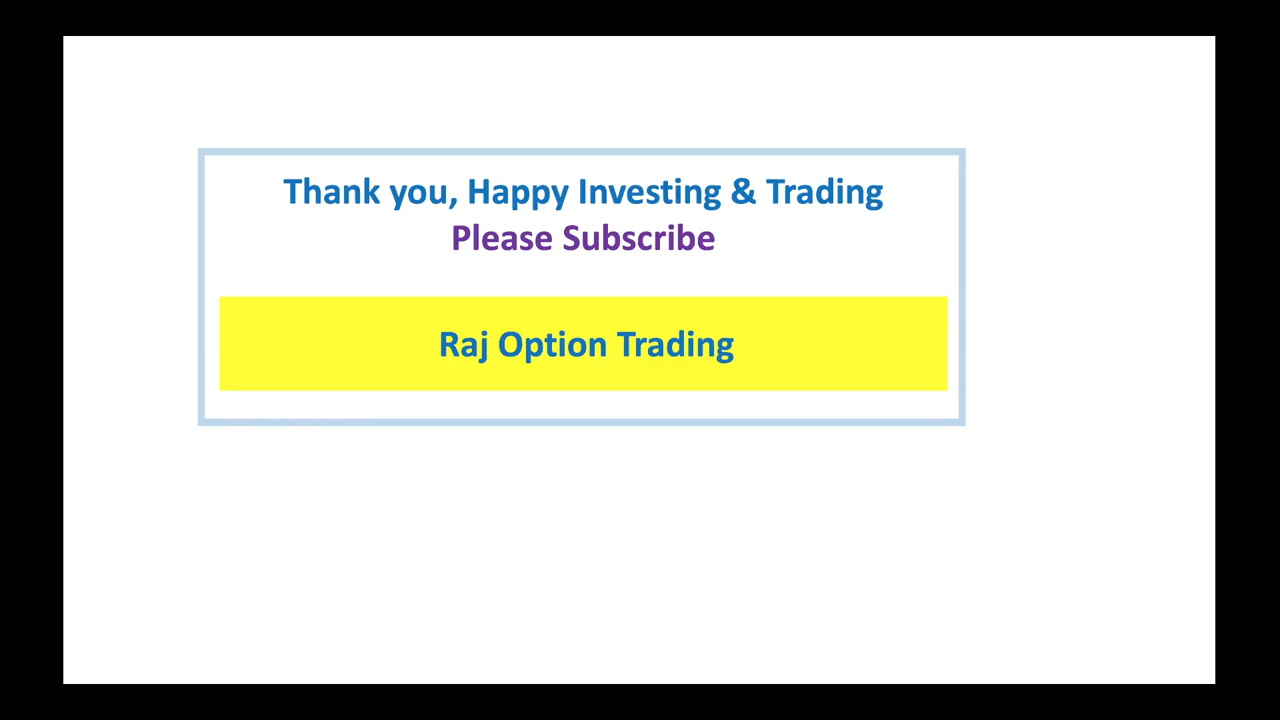 Thank you, Happy Investing & Trading
Please Subscribe
Raj Option Trading